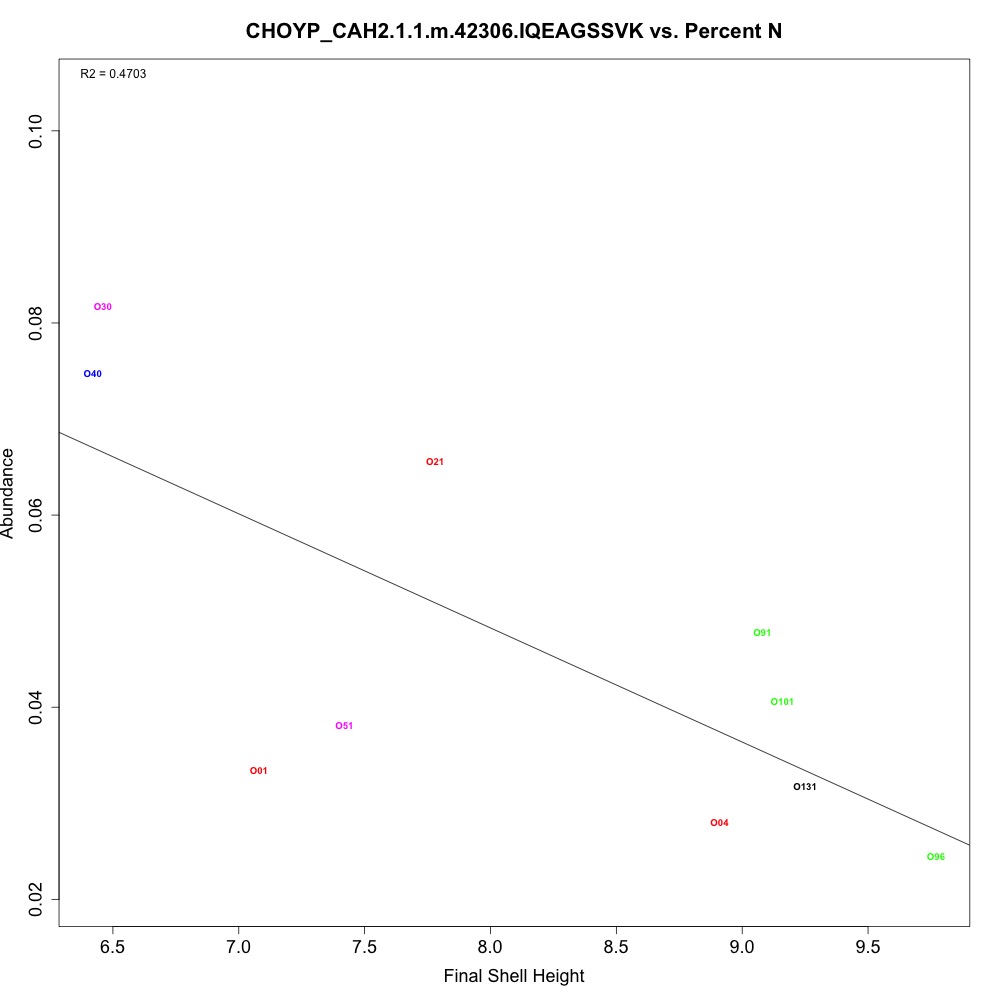 CHOYP_CAH2.1.1.m.42306.IQEAGSSVK vs. Percent N
R2 = 0.4703
0.10
O30
0.08
O40
O21
Abundance
0.06
O91
O101
0.04
O51
O01
O131
O04
O96
0.02
6.5 7.0 7.5 8.0 8.5 9.0 9.5
Final Shell Height